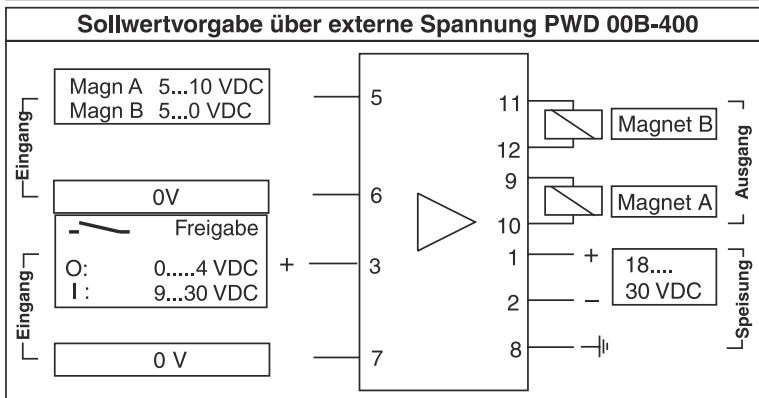 Sollwertvorgabe über externe Spannung PWD 00B-400
Eingang
Magn A 5...10 VDC
Magn B 5...0 VDC
0V
5
6
Eingang
Freigabe
O: 0.....4 VDC
I : 9...30 VDC
+
0 V
3
7
11
12
Magnet B
9
10
Magnet A
Ausgang
1
+
2
–
8
18....
30 VDC
Speisung